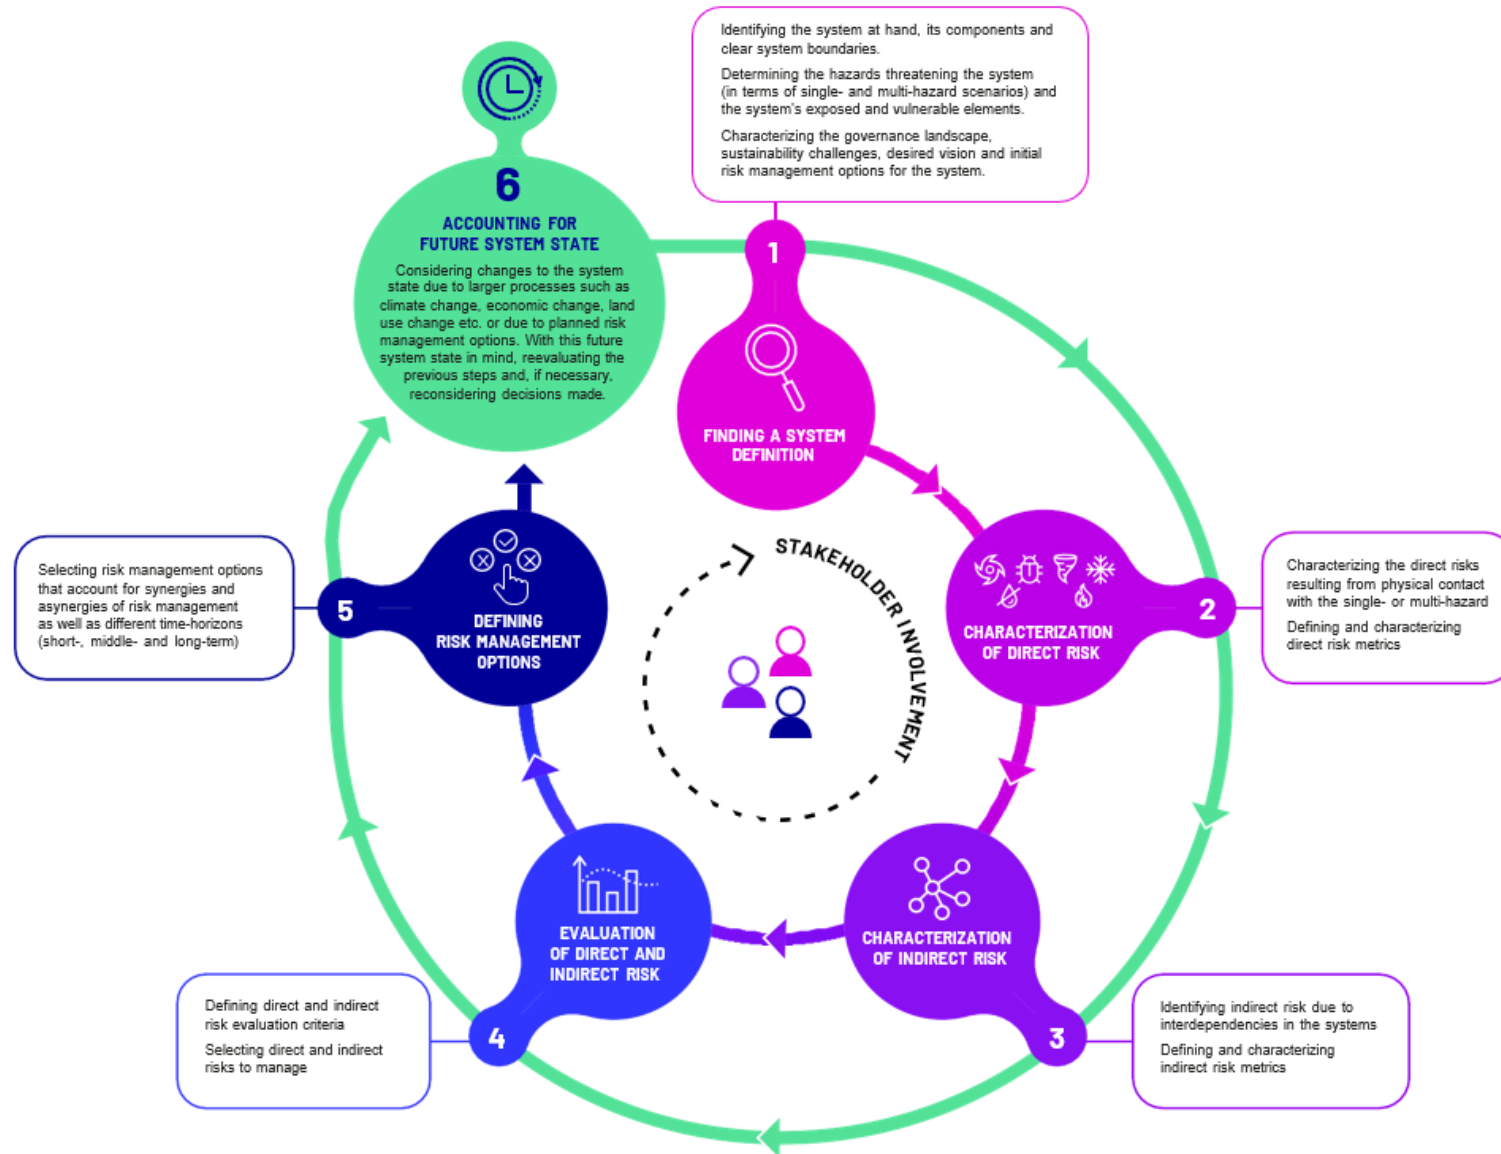 Identifying the system at hand, its components and
clear system boundaries.
Determining the hazards threatening the system
(in terms of single- and multi-hazard scenarios) and
the system's exposed and vulnerable elements.
Characterizing the governance landscape,
sustainability challenges, desired vision and initial
risk management options for the system.
6
ACCOUNTING FOR
FUTURE SYSTEM STATE
Considering changes to the system
state due to larger processes such as
climate change, economic change, land
use change etc. or due to planned risk
management options. With this future
system state in mind, reevaluating the
previous steps and, if necessary,
reconsidering decisions made.
1
FINDING A SYSTEM
DEFINITION
2
CHARACTERIZATION
OF DIRECT RISK
Characterizing the direct risks
resulting from physical contact
with the single- or multi-hazard
Defining and characterizing
direct risk metrics
3
CHARACTERIZATION
OF INDIRECT RISK
Identifying indirect risk due to
interdependencies in the systems
Defining and characterizing
indirect risk metrics
4
EVALUATION
OF DIRECT AND
INDIRECT RISK
Defining direct and indirect
risk evaluation criteria
Selecting direct and indirect
risks to manage
5
DEFINING
RISK MANAGEMENT
OPTIONS
Selecting risk management options
that account for synergies and
asynergies of risk management
as well as different time-horizons
(short-, middle- and long-term)
STAKEHOLDER INVOLVEMENT